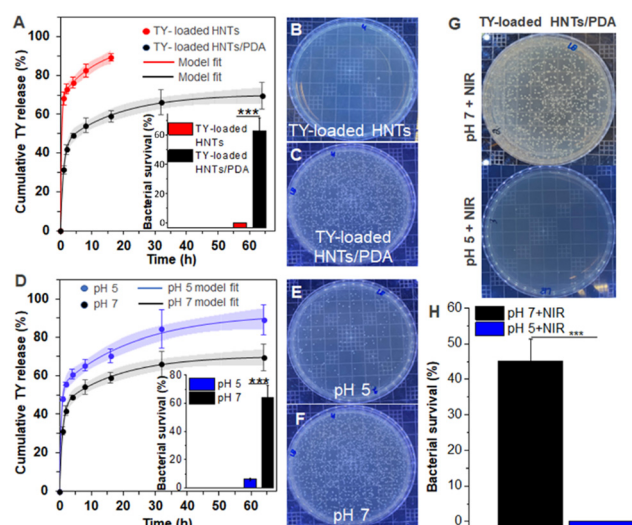 A
TY- loaded HNTs
TY- loaded HNTs/PDA
Model fit
Model fit
Cumulative TY release (%)
100
80
60
40
20
0
Bacterial survival (%)
60
40
20
0
TY-loaded
HNTs
TY-loaded
HNTs/PDA
***
0 10 20 30 40 50 60
Time (h)
B
TY-loaded HNTs
C
TY-loaded
HNTs/PDA
D
pH 5
pH 7
pH 5 model fit
pH 7 model fit
Cumulative TY release (%)
100
80
60
40
20
0
Bacterial survival (%)
80
60
40
20
0
pH 5
pH 7
***
0 10 20 30 40 50 60
Time (h)
E
pH 5
F
pH 7
G
TY-loaded HNTs/PDA
pH 7 + NIR
pH 5 + NIR
H
pH 7+NIR
pH 5+NIR
Bacterial survival (%)
60
50
40
30
20
10
0
***